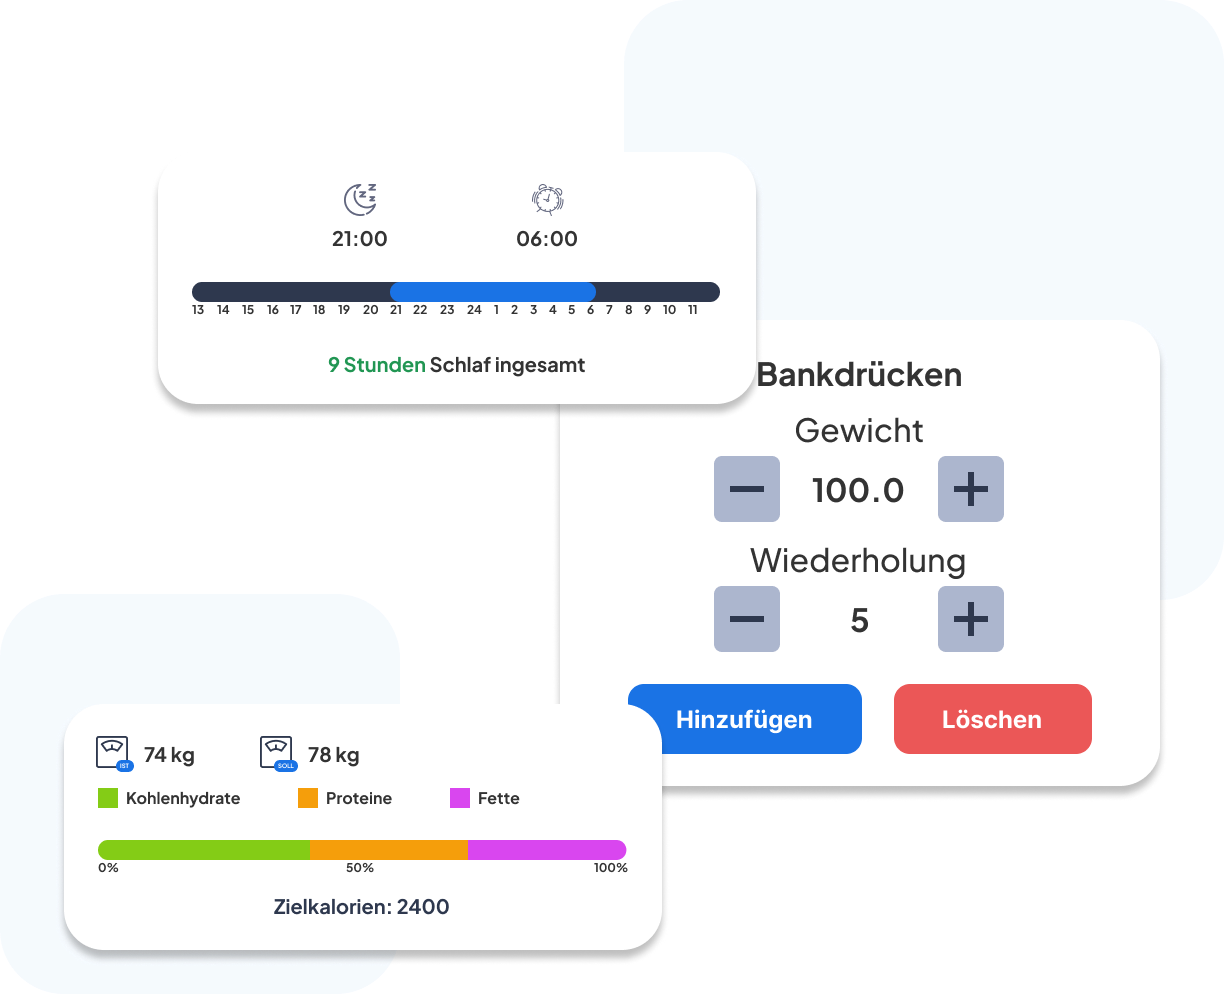 21:00 06:00
13 14 15 16 17 18 19 20 21 22 23 24 1 2 3 4 5 6 7 8 9 10 11
9 Stunden Schlaf ingesamt
Bankdrücken
Gewicht
100.0
Wiederholung
5
Hinzufügen Löschen
IST 74 kg SOLL 78 kg
Kohlenhydrate Proteine Fette
0% 50% 100%
Zielkalorien: 2400